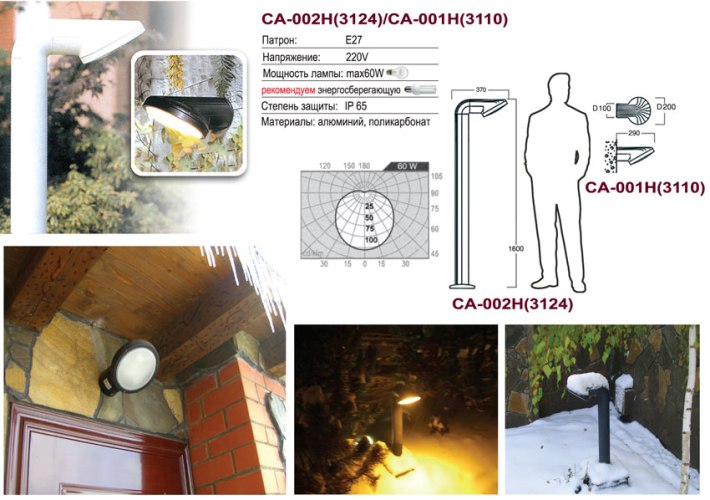 CA-002H(3124)/CA-001H(3110)
Патрон: E27
Напряжение: 220V
Мощность лампы: max60W
рекомендуем энергосберегающую
Степень защиты: IP 65
Материалы: алюминий, поликарбонат
120 150 180 60 W
105
90
75
60
45
25
50
75
100
cd/klm
30 15 0 15 30
370
1600
CA-002H(3124)
D100 D200
290
CA-001H(3110)